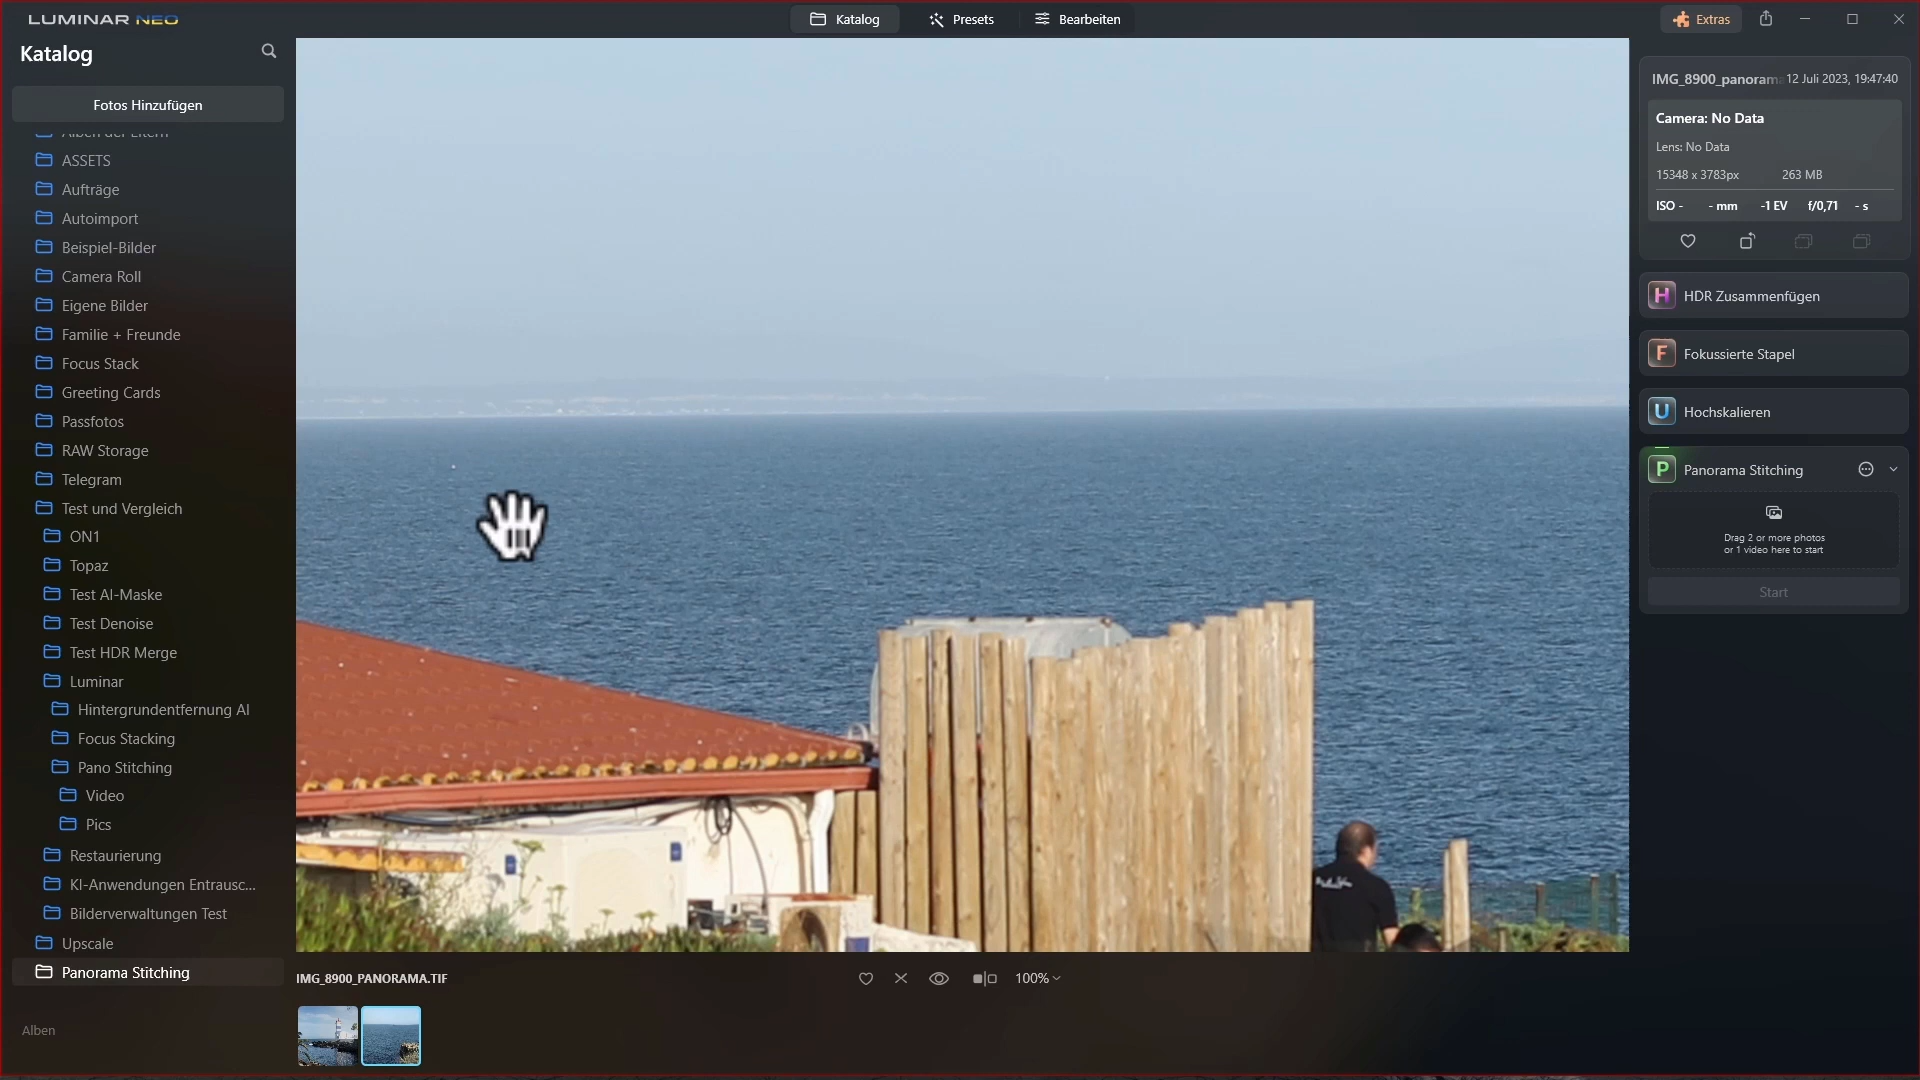 LUMINAR NEO
Katalog
Presets
Bearbeiten
Extras
Katalog
Fotos Hinzufügen
Alben der Eltern
ASSETS
Aufträge
Autoimport
Beispiel-Bilder
Camera Roll
Eigene Bilder
Familie + Freunde
Focus Stack
Greeting Cards
Passfotos
RAW Storage
Telegram
Test und Vergleich
ON1
Topaz
Test AI-Maske
Test Denoise
Test HDR Merge
Luminar
Hintergrundentfernung AI
Focus Stacking
Pano Stitching
Video
Pics
Restaurierung
KI-Anwendungen Entrausc...
Bilderverwaltungen Test
Upscale
Panorama Stitching
Alben
IMG_8900_PANORAMA.TIF
100%
IMG_8900_panorama 12 Juli 2023, 19:47:40
Camera: No Data
Lens: No Data
15348 x 3783px 263 MB
ISO - - mm -1 EV f/0,71 - s
H HDR Zusammenfügen
F Fokussierte Stapel
U Hochskalieren
P Panorama Stitching
Drag 2 or more photos
or 1 video here to start
Start